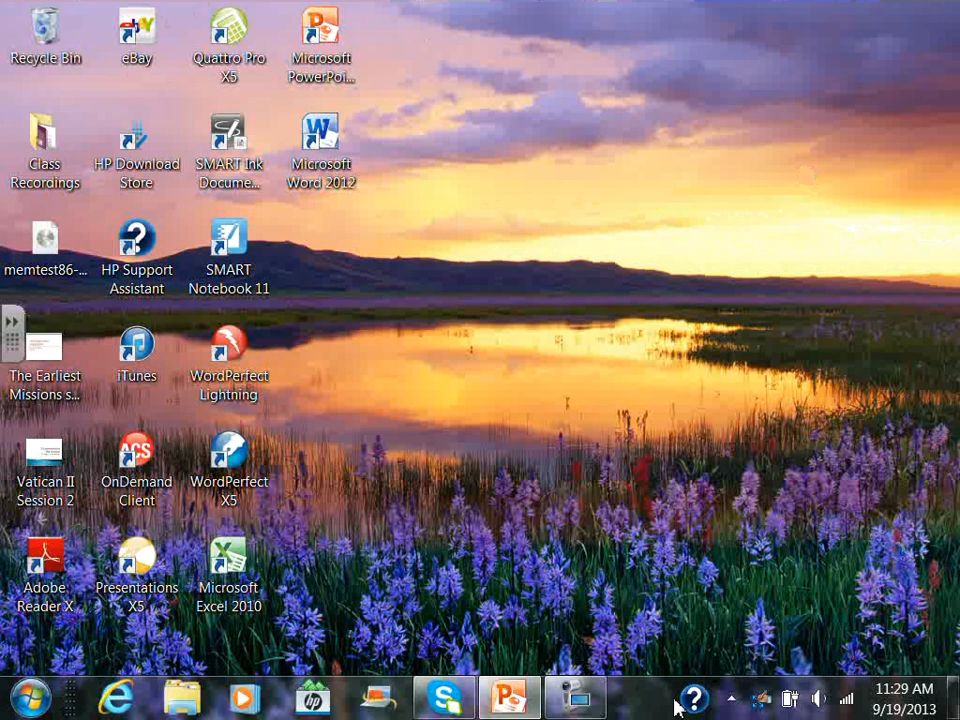 Recycle Bin
eBay
Quattro Pro
X5
Microsoft
PowerPoi...
Class
Recordings
HP Download
Store
SMART Ink
Docume...
Microsoft
Word 2012
memtest86-...
HP Support
Assistant
SMART
Notebook 11
The Earliest
Missions s...
iTunes
WordPerfect
Lightning
Vatican II
Session 2
ACS
OnDemand
Client
WordPerfect
X5
Adobe
Reader X
Presentations
X5
Microsoft
Excel 2010
hp
11:29 AM
9/19/2013